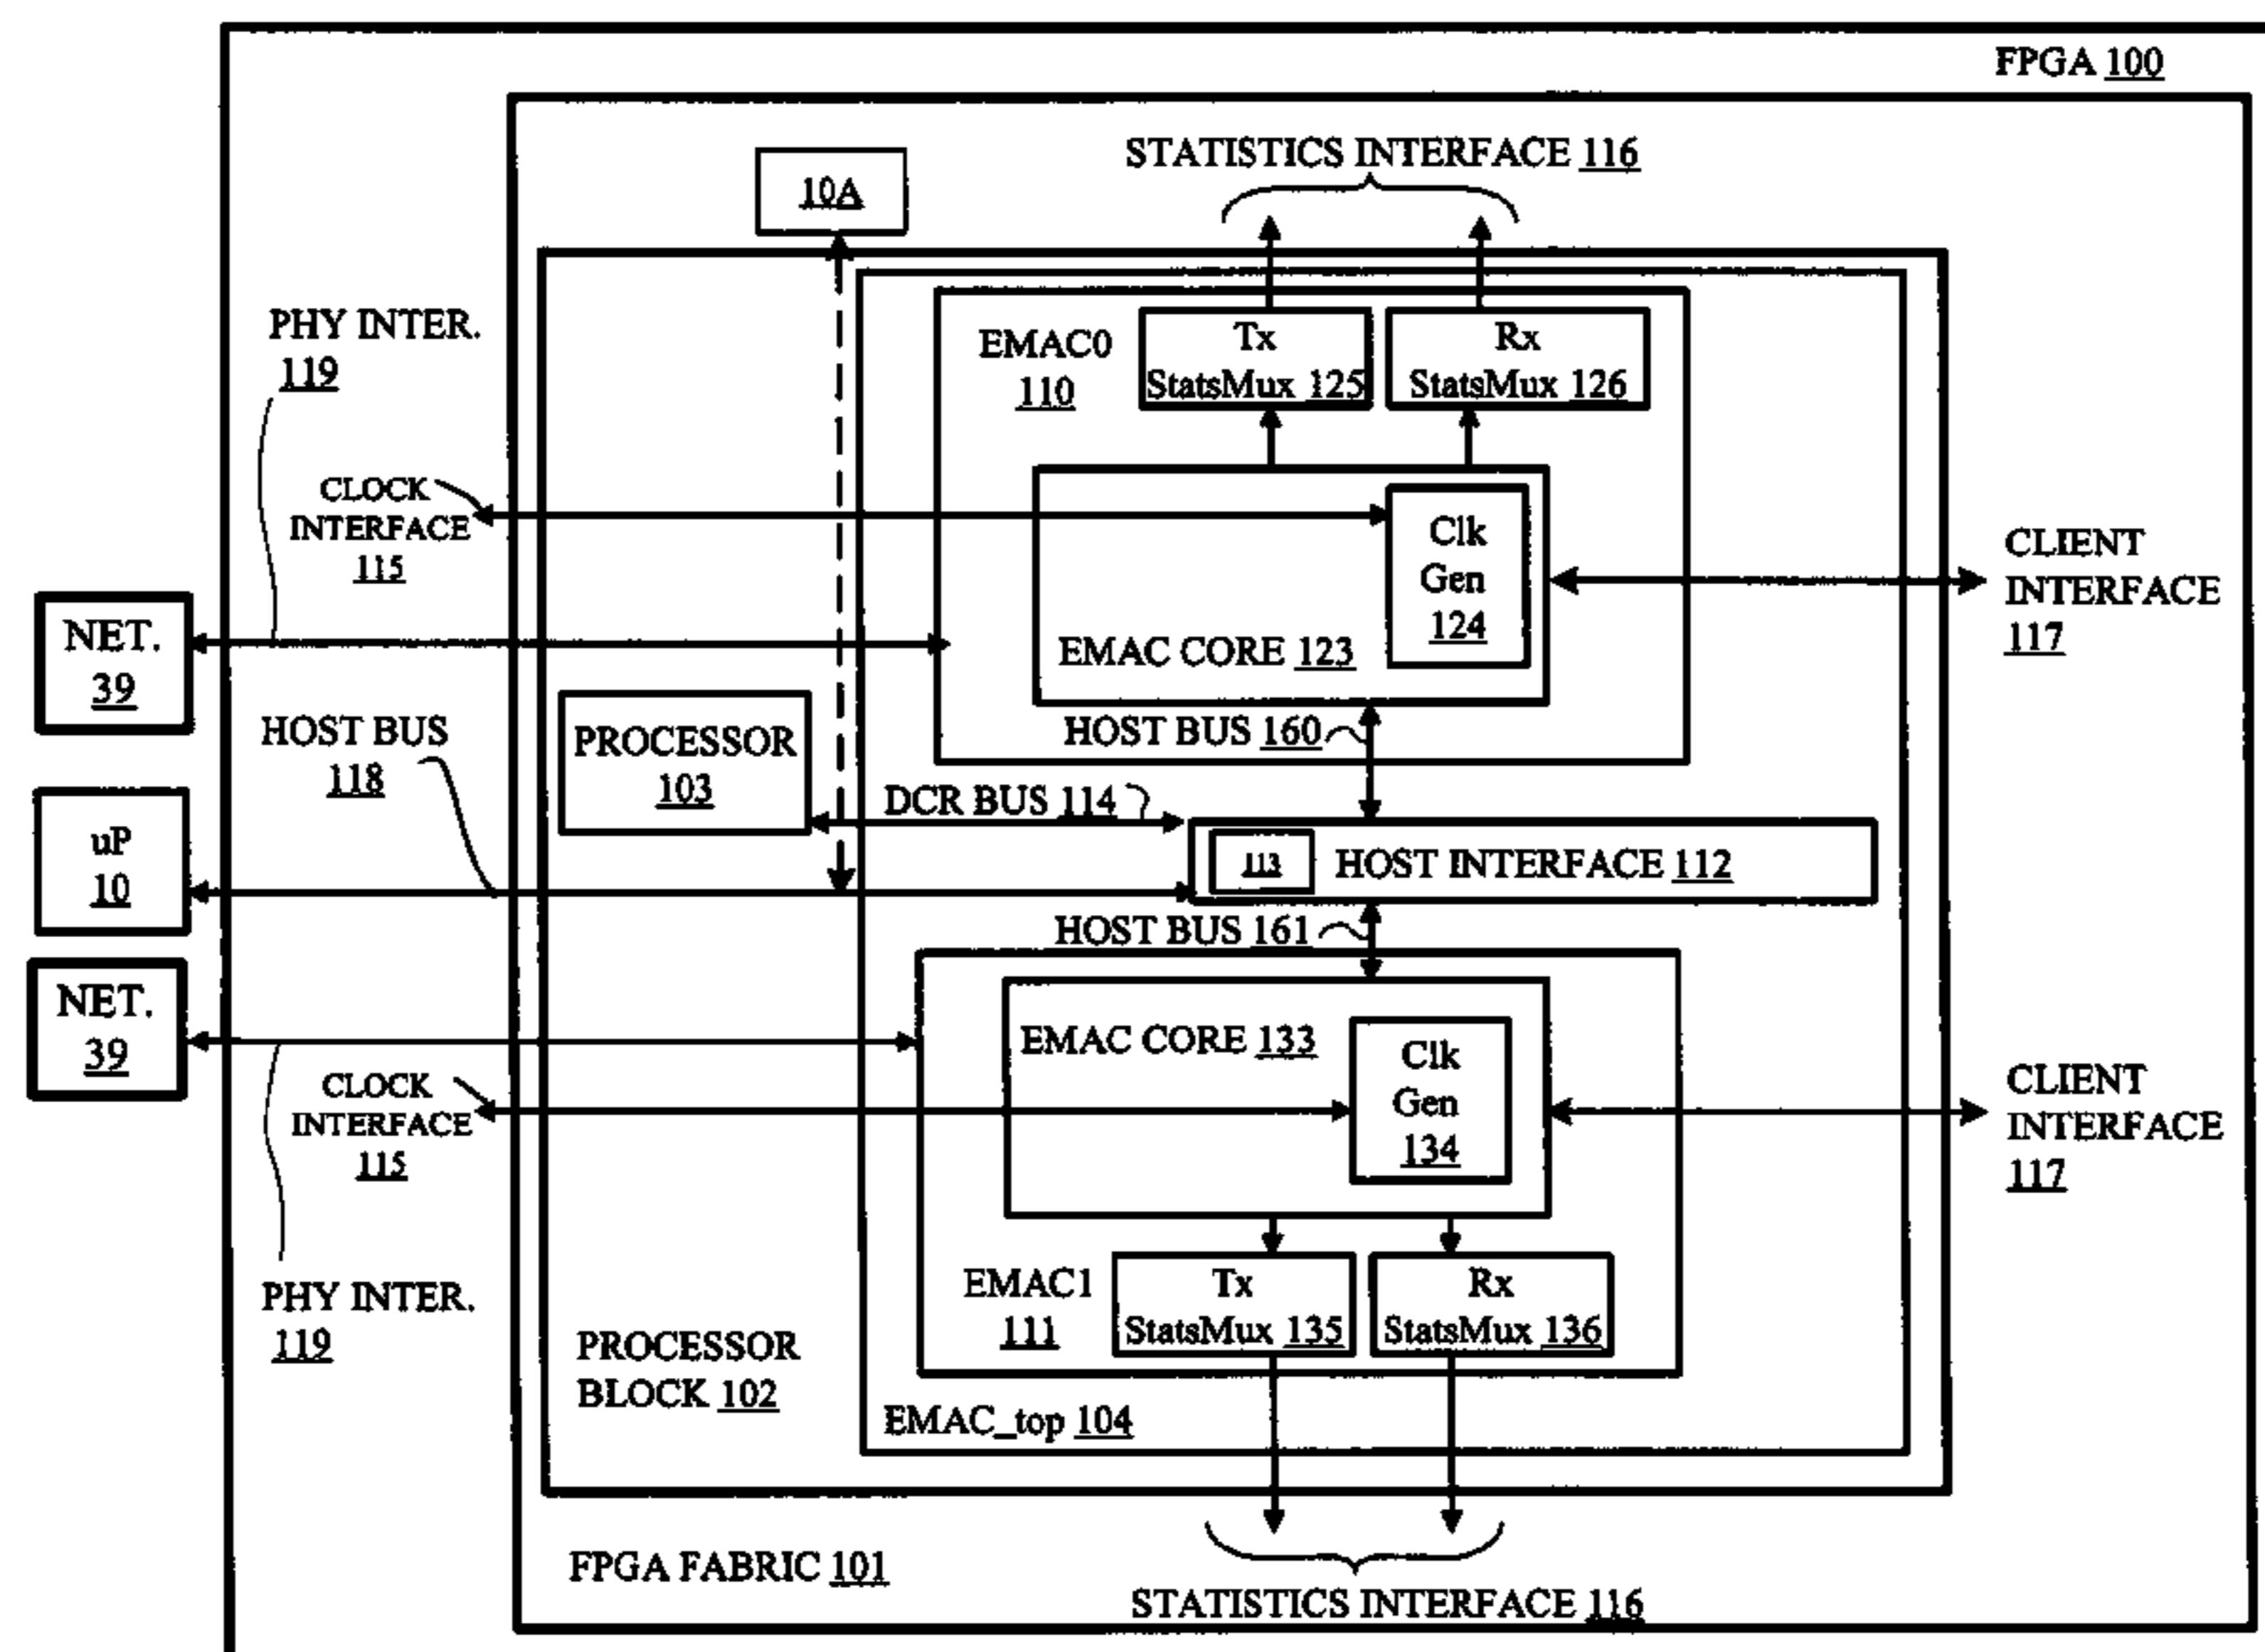 FPGA 100
STATISTICS INTERFACE 116
10A
PHY INTER.
119
EMAC0
110
Tx
StatsMux 125
Rx
StatsMux 126
CLOCK
INTERFACE
115
Clk
Gen
124
CLIENT
INTERFACE
117
NET.
39
EMAC CORE 123
HOST BUS
118
PROCESSOR
103
HOST BUS 160
uP
10
DCR BUS 114
113
HOST INTERFACE 112
HOST BUS 161
NET.
39
EMAC CORE 133
Clk
Gen
134
CLOCK
INTERFACE
115
CLIENT
INTERFACE
117
PHY INTER.
119
EMAC1
111
Tx
StatsMux 135
Rx
StatsMux 136
PROCESSOR
BLOCK 102
EMAC_top 104
FPGA FABRIC 101
STATISTICS INTERFACE 116